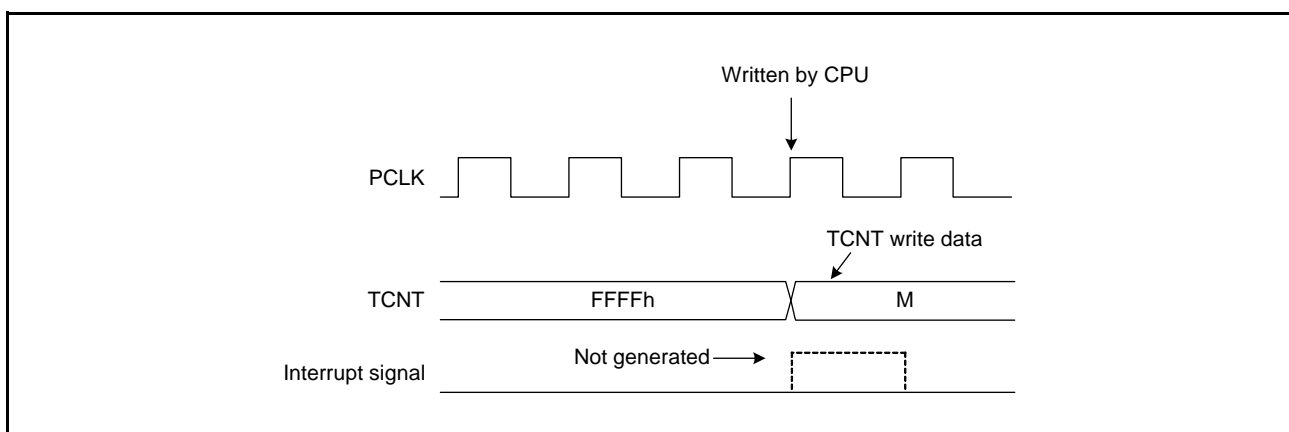 Written by CPU
PCLK
TCNT write data
TCNT
FFFFh
M
Not generated
Interrupt signal